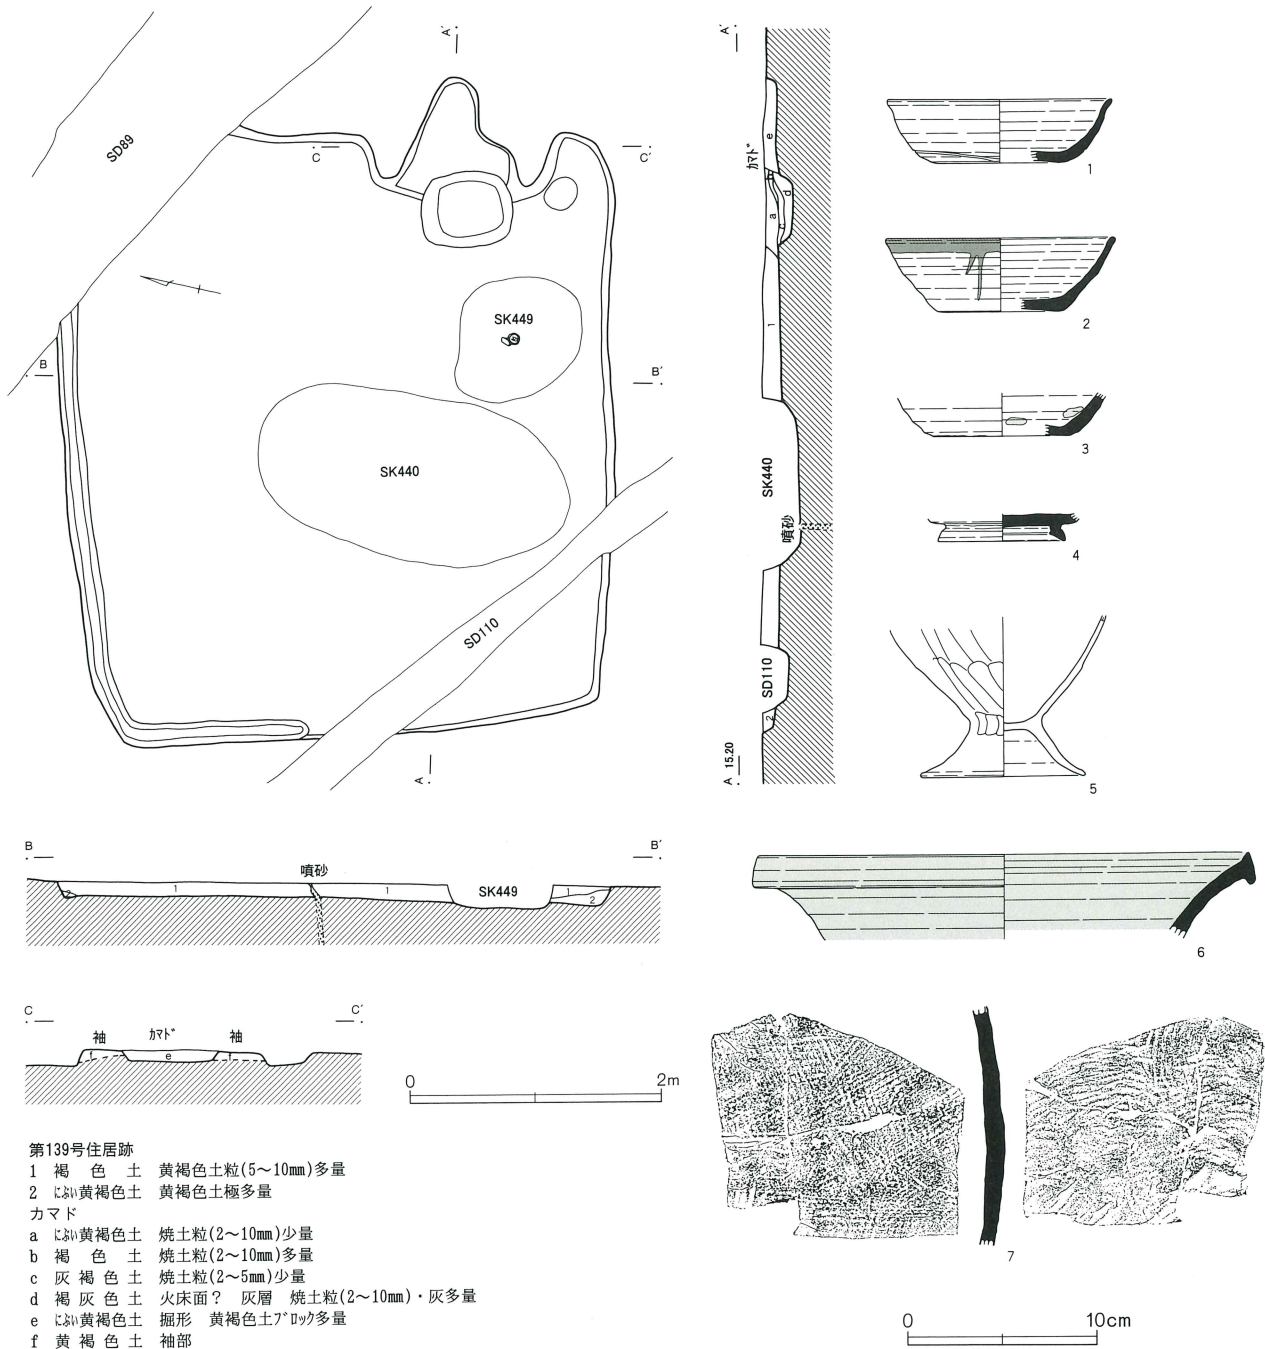 A′
SD89
C
C′
SK449
B
B′
SK440
SD110
A
A′
カマド
e
b
d
a
c
1
SK440
噴砂
SD110
2
A 15.20
1
2
3
4
5
6
7
B
B′
噴砂
2
1
1
SK449
1
2
C
C′
袖
カマド
袖
f
e
f
0
2m
第139号住居跡
1 褐色土 黄褐色土粒(5～10mm)多量
2 にぶい黄褐色土 黄褐色土極多量
カマド
a にぶい黄褐色土 焼土粒(2～10mm)少量
b 褐色土 焼土粒(2～10mm)多量
c 灰褐色土 焼土粒(2～5mm)少量
d 褐灰色土 火床面？ 灰層 焼土粒(2～10mm)・灰多量
e にぶい黄褐色土 掘形 黄褐色土ブロック多量
f 黄褐色土 袖部
0
10cm